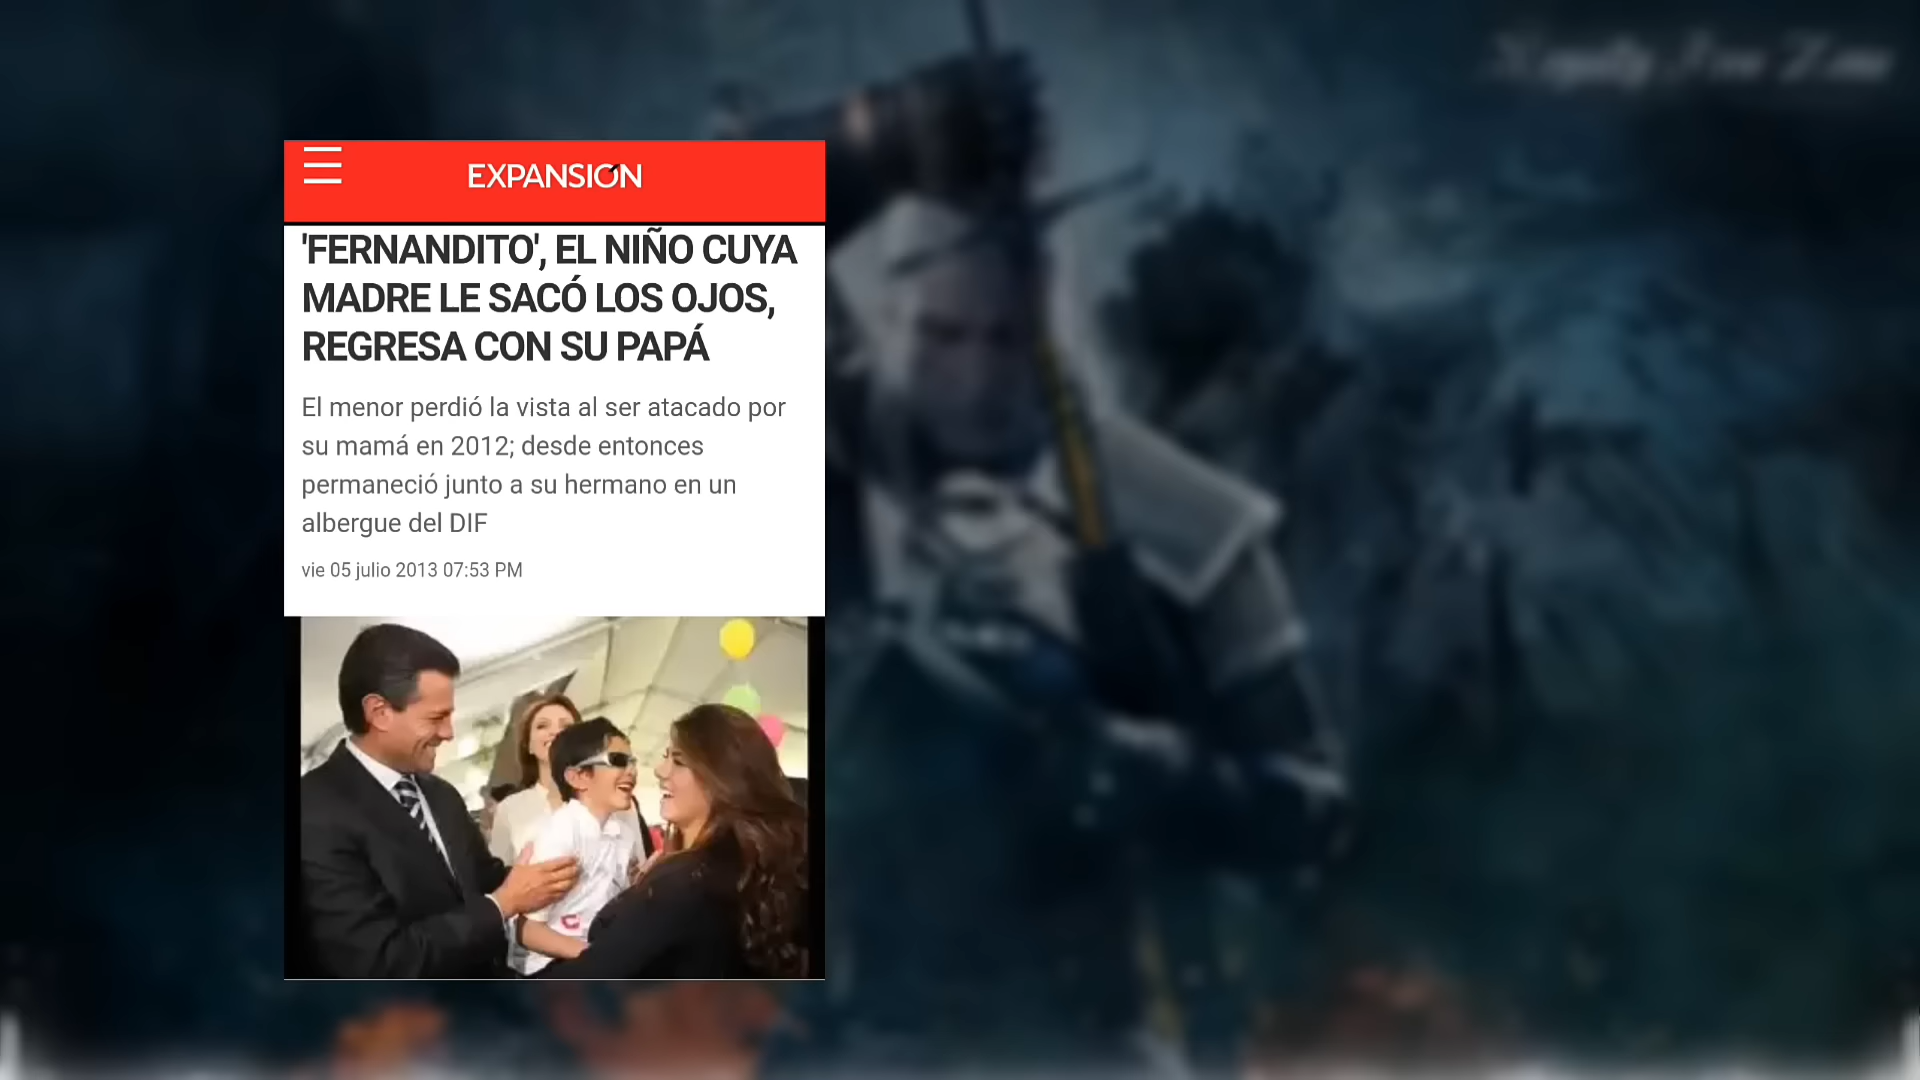 EXPANSIÓN
'FERNANDITO', EL NIÑO CUYA
MADRE LE SACÓ LOS OJOS,
REGRESA CON SU PAPÁ
El menor perdió la vista al ser atacado por
su mamá en 2012; desde entonces
permaneció junto a su hermano en un
albergue del DIF
vie 05 julio 2013 07:53 PM